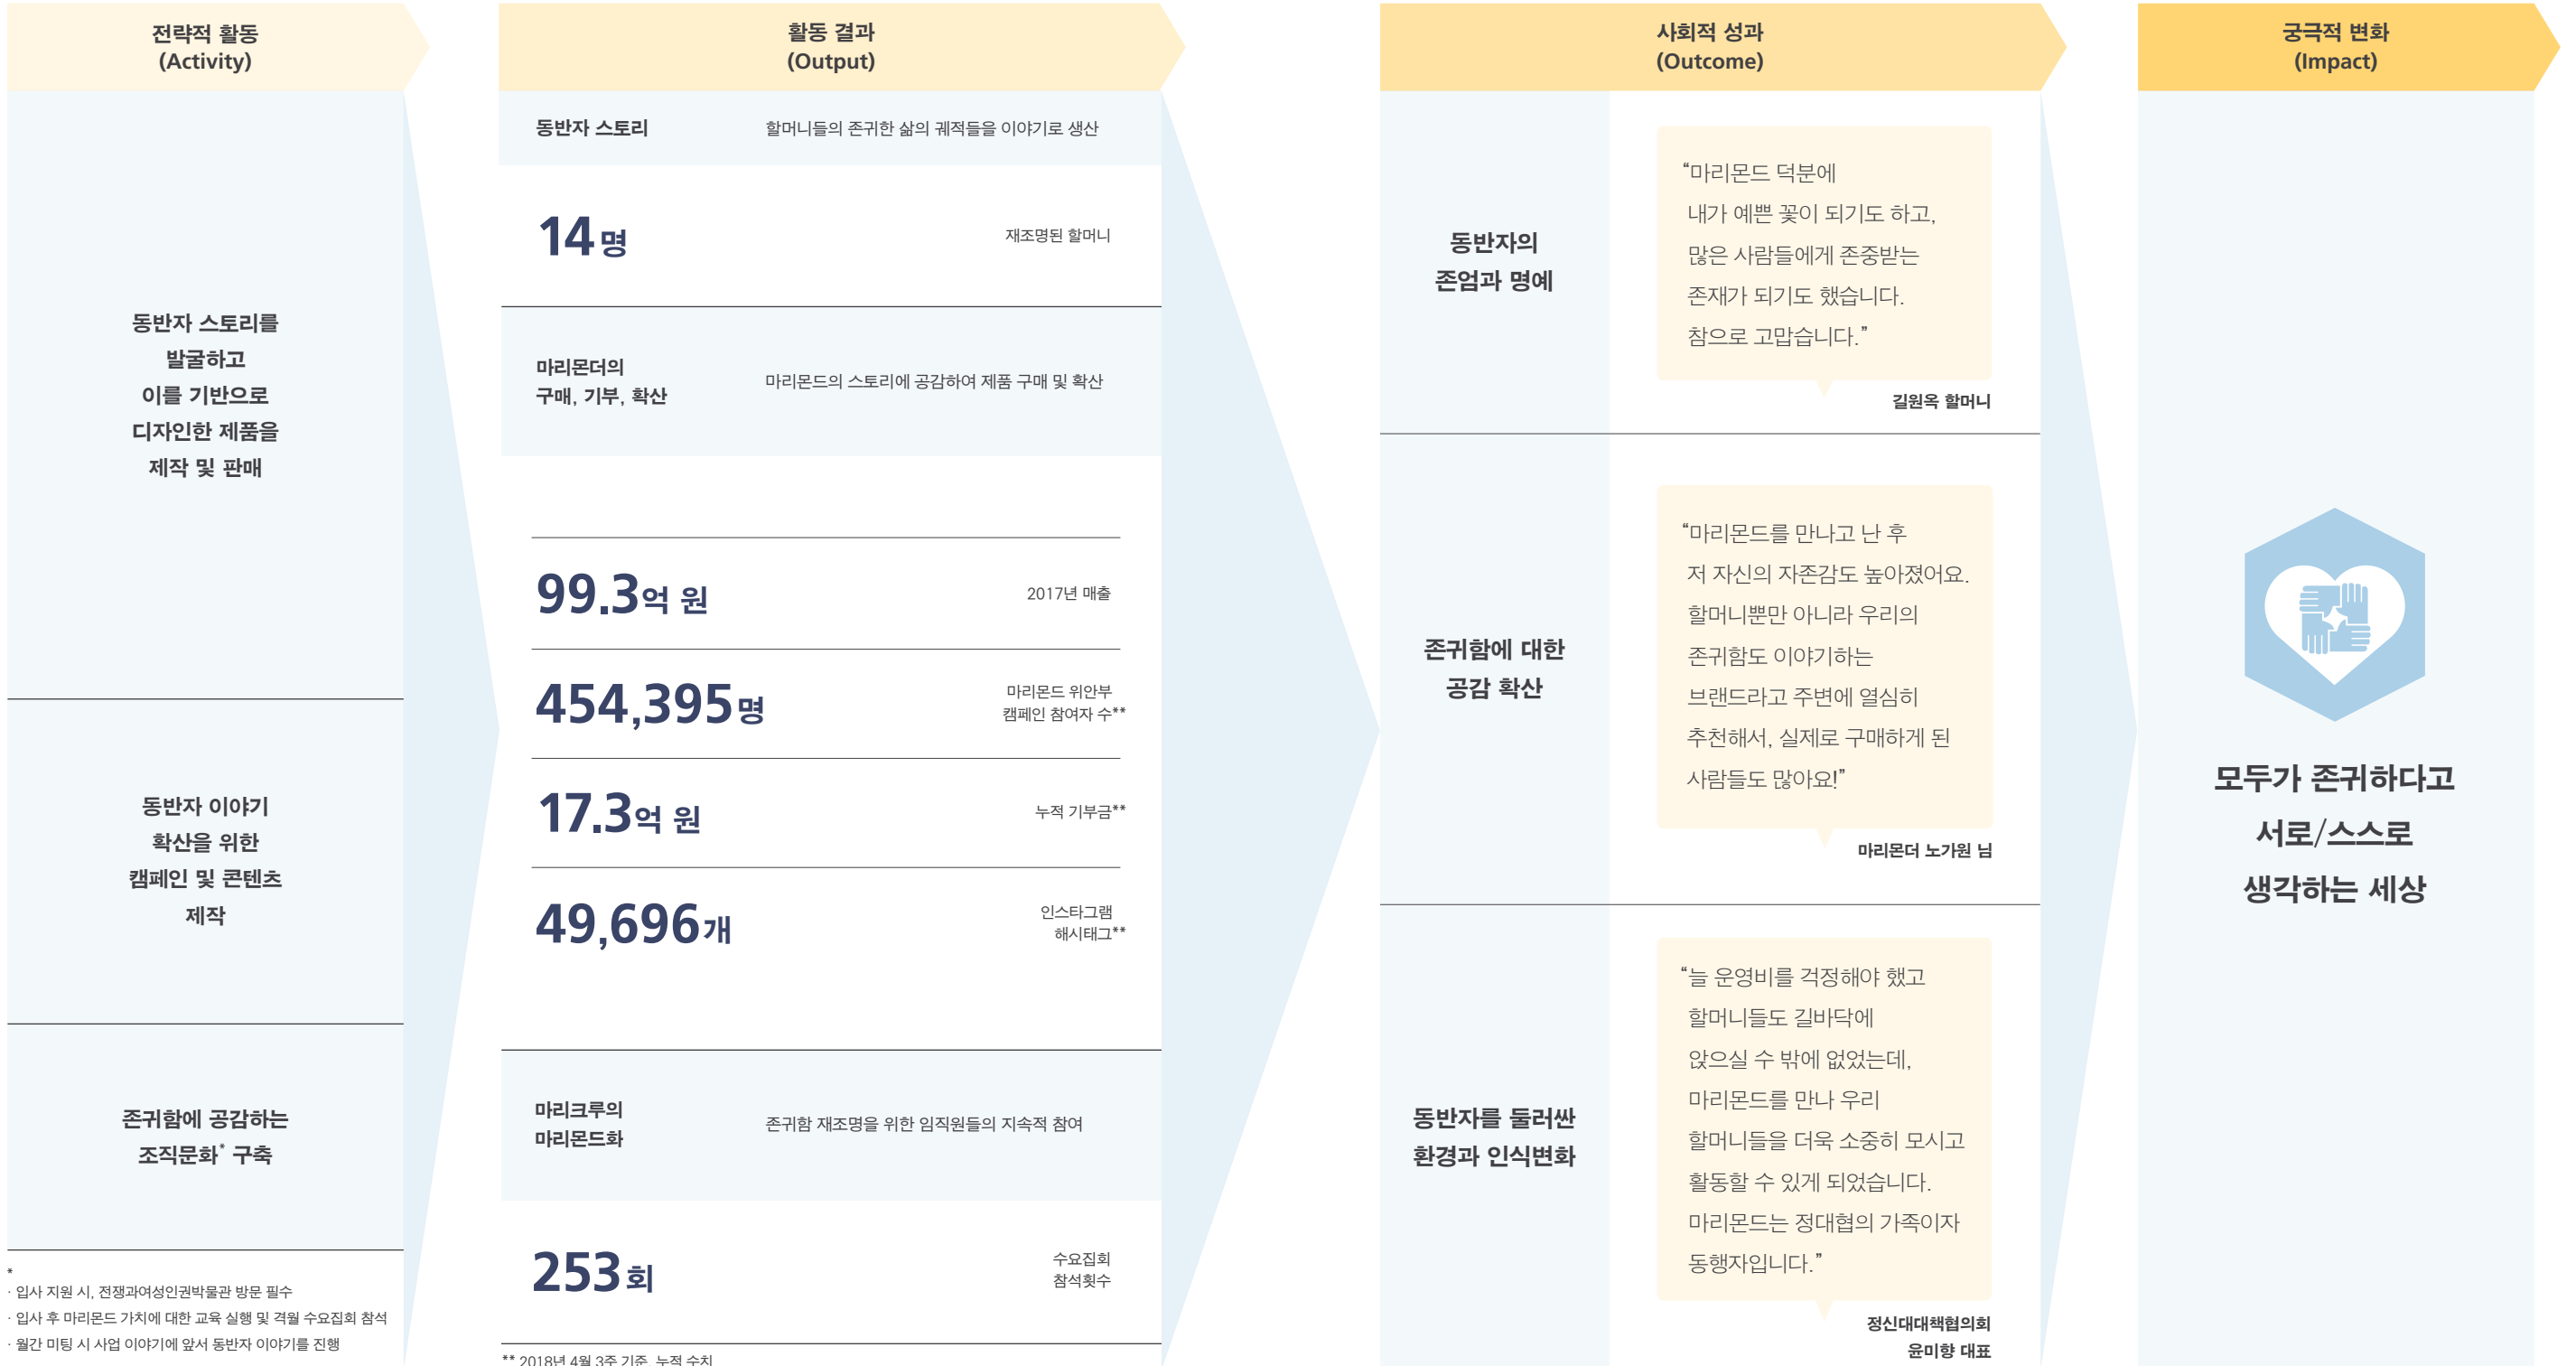 전략적 활동
(Activity)
동반자 스토리를
발굴하고
이를 기반으로
디자인한 제품을
제작 및 판매
동반자 이야기
확산을 위한
캠페인 및 콘텐츠
제작
존귀함에 공감하는
조직문화* 구축
*
· 입사 지원 시, 전쟁과여성인권박물관 방문 필수
· 입사 후 마리몬드 가치에 대한 교육 실행 및 격월 수요집회 참석
· 월간 미팅 시 사업 이야기에 앞서 동반자 이야기를 진행
활동 결과
(Output)
동반자 스토리
할머니들의 존귀한 삶의 궤적들을 이야기로 생산
14명
재조명된 할머니
마리몬더의
구매, 기부, 확산
마리몬드의 스토리에 공감하여 제품 구매 및 확산
99.3억 원
2017년 매출
454,395명
마리몬드 위안부
캠페인 참여자 수**
17.3억 원
누적 기부금**
49,696개
인스타그램
해시태그**
마리크루의
마리몬드화
존귀함 재조명을 위한 임직원들의 지속적 참여
253회
수요집회
참석횟수
** 2018년 4월 3주 기준, 누적 수치
사회적 성과
(Outcome)
동반자의
존엄과 명예
“마리몬드 덕분에
내가 예쁜 꽃이 되기도 하고,
많은 사람들에게 존중받는
존재가 되기도 했습니다.
참으로 고맙습니다.”
길원옥 할머니
존귀함에 대한
공감 확산
“마리몬드를 만나고 난 후
저 자신의 자존감도 높아졌어요.
할머니뿐만 아니라 우리의
존귀함도 이야기하는
브랜드라고 주변에 열심히
추천해서, 실제로 구매하게 된
사람들도 많아요!”
마리몬더 노가원 님
동반자를 둘러싼
환경과 인식변화
“늘 운영비를 걱정해야 했고
할머니들도 길바닥에
앉으실 수 밖에 없었는데,
마리몬드를 만나 우리
할머니들을 더욱 소중히 모시고
활동할 수 있게 되었습니다.
마리몬드는 정대협의 가족이자
동행자입니다.”
정신대대책협의회
윤미향 대표
궁극적 변화
(Impact)
모두가 존귀하다고
서로/스스로
생각하는 세상